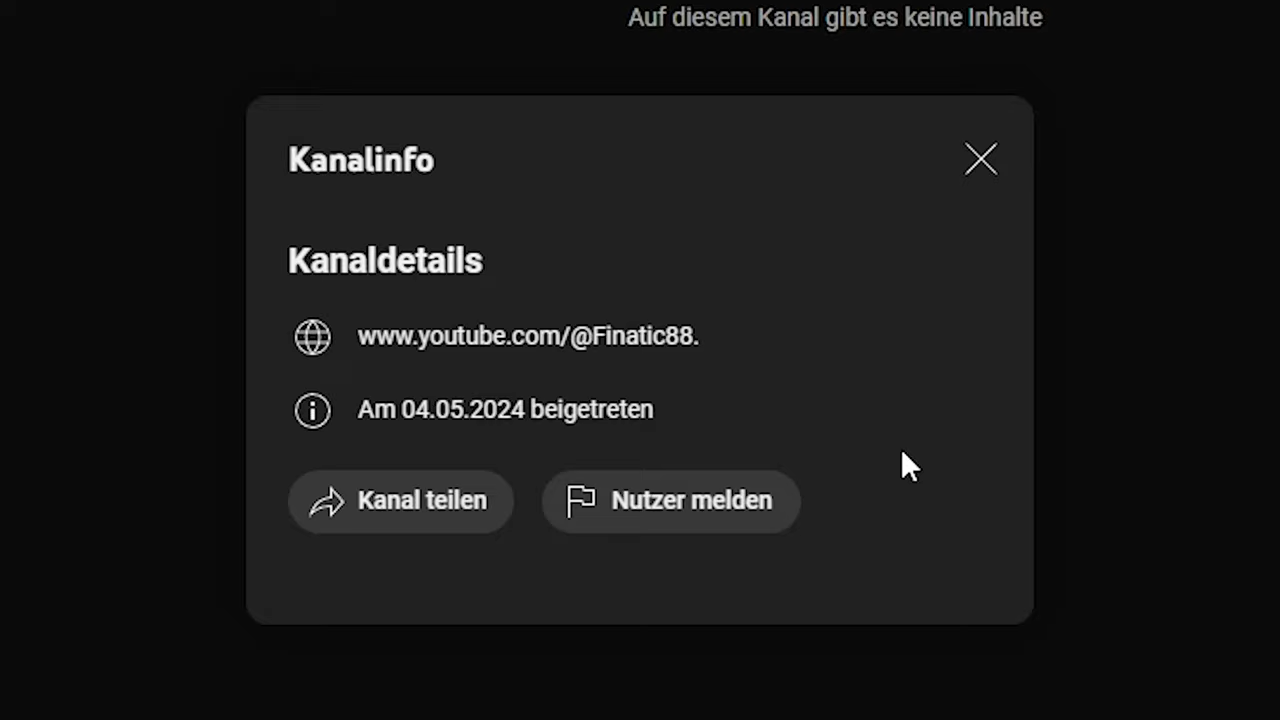 Auf diesem Kanal gibt es keine Inhalte
Kanalinfo
Kanaldetails
www.youtube.com/@Finatic88.
Am 04.05.2024 beigetreten
Kanal teilen
Nutzer melden